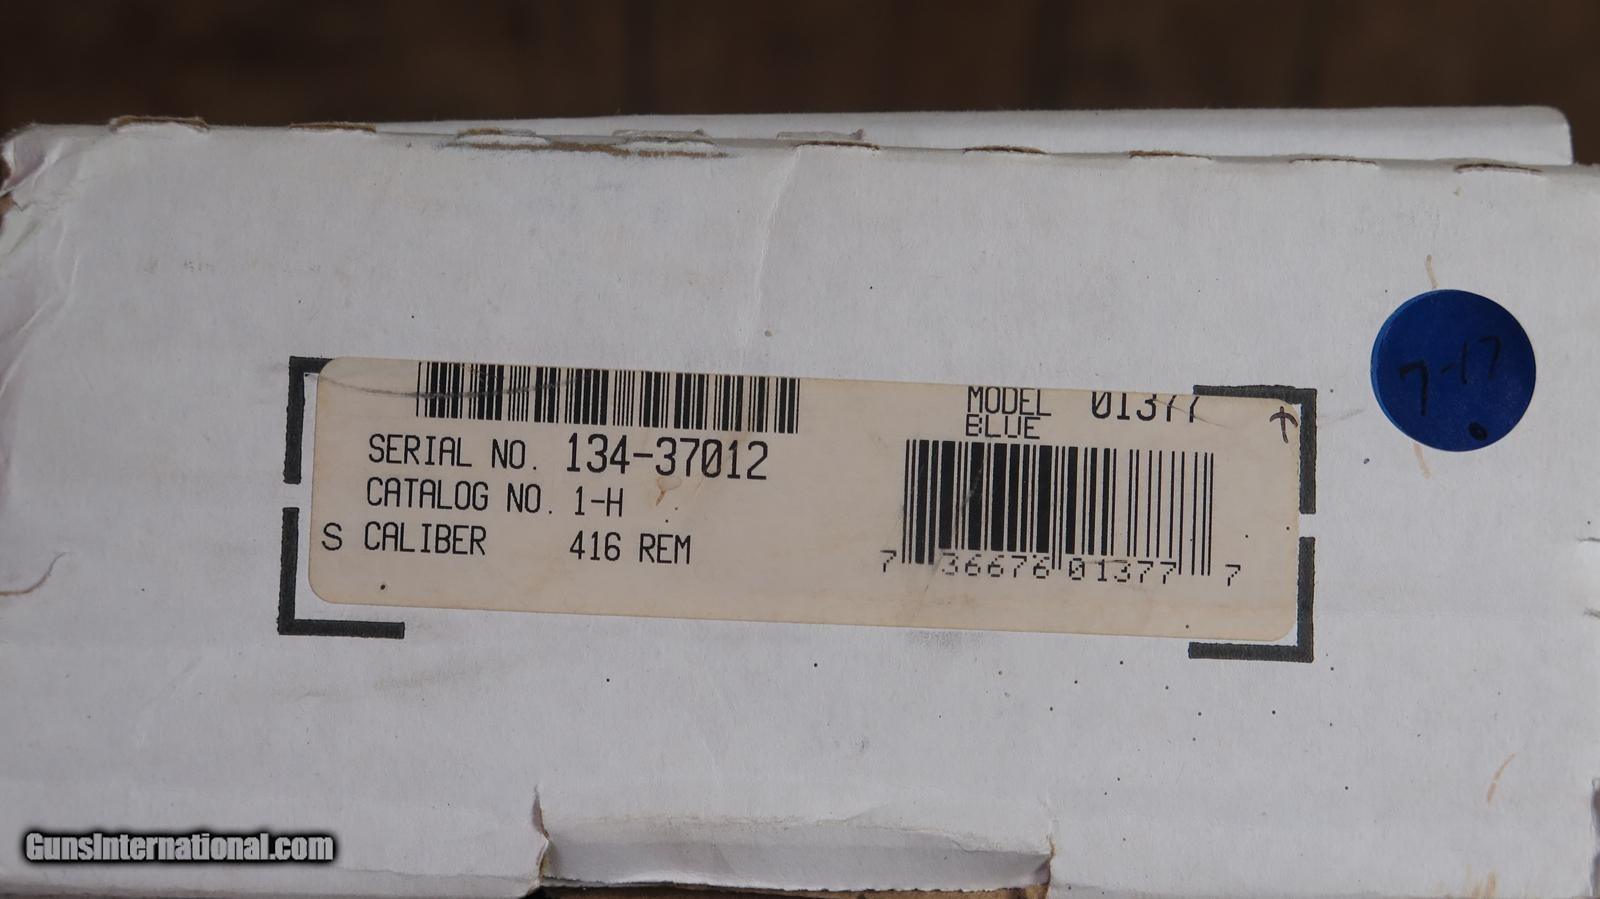 MODEL 01377
BLUE
SERIAL NO. 134-37012
CATALOG NO. 1-H
S CALIBER 416 REM
7 36676 01377 7
7-17
GunsInternational.com